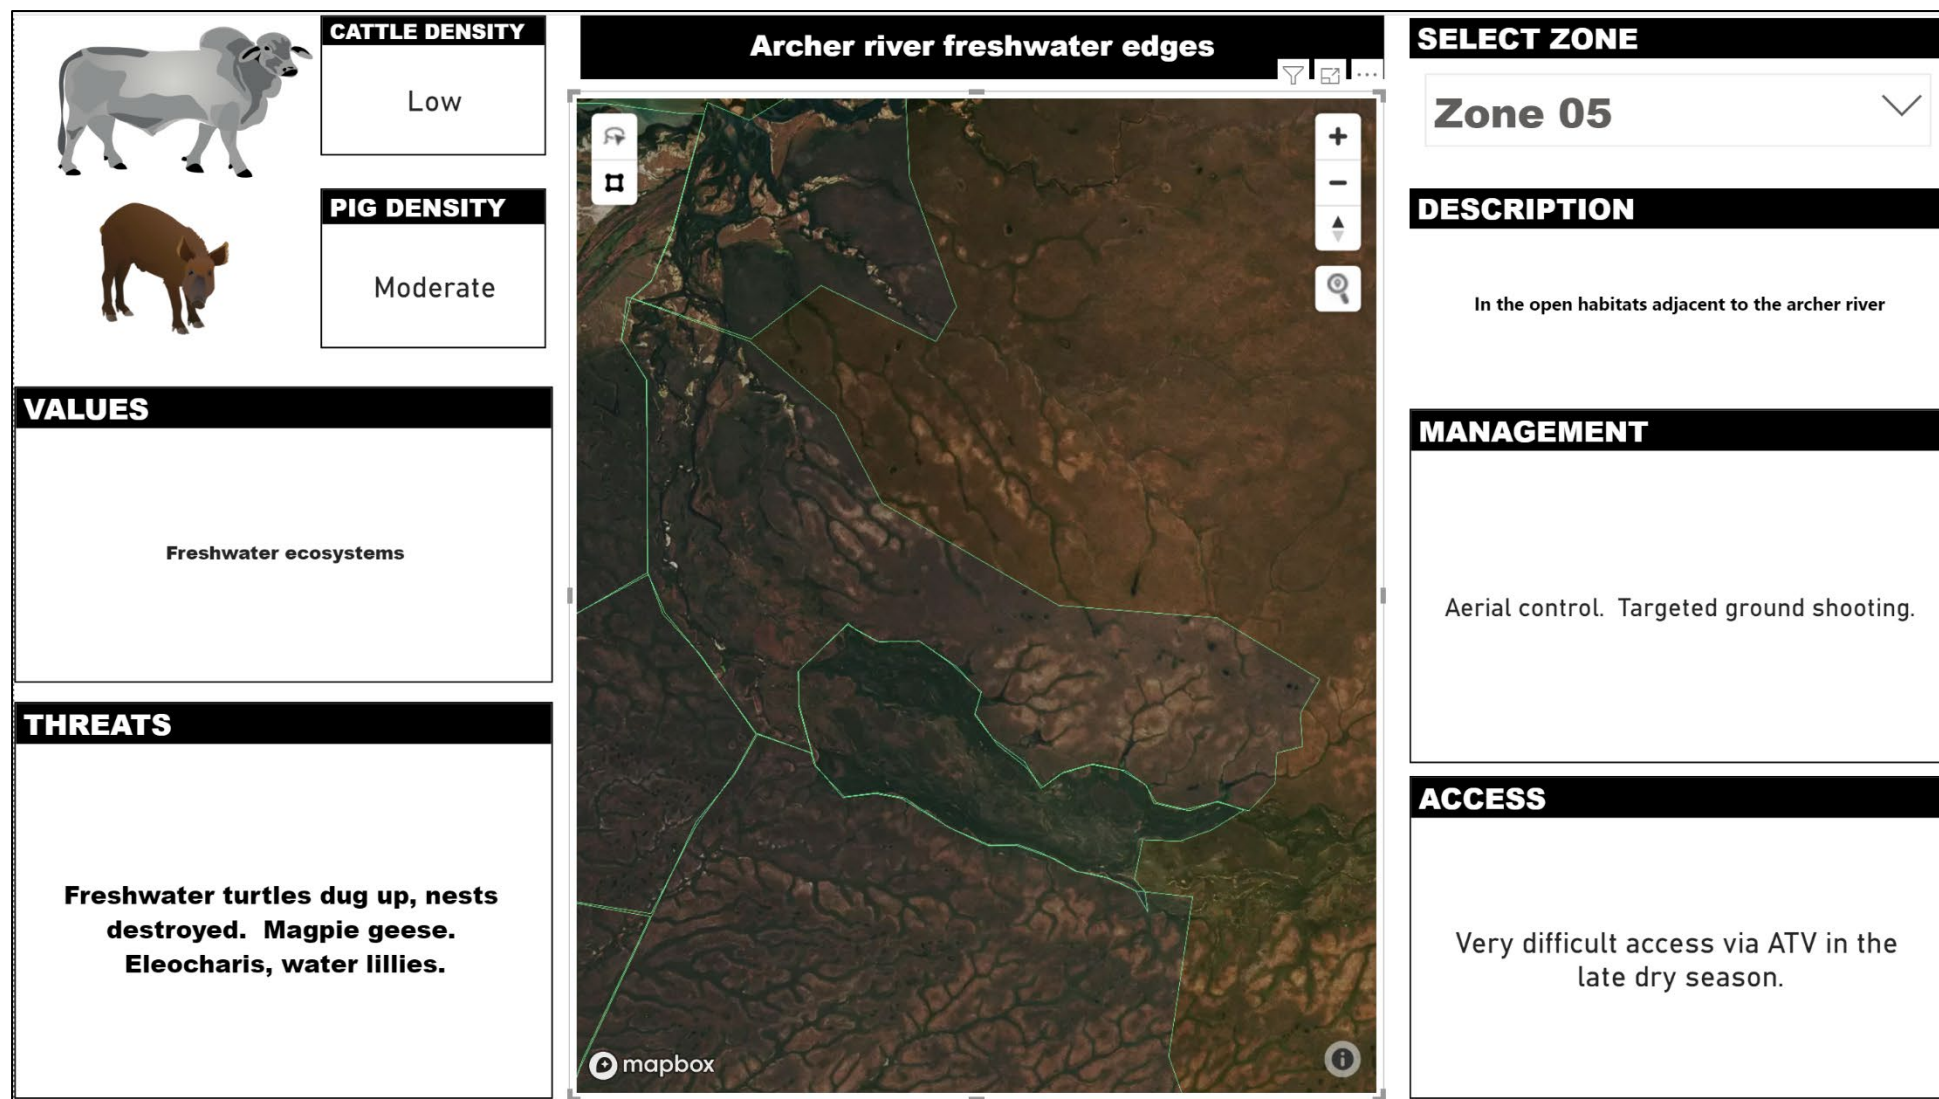 CATTLE DENSITY
Low
PIG DENSITY
Moderate
VALUES
Freshwater ecosystems
THREATS
Freshwater turtles dug up, nests
destroyed.  Magpie geese.
Eleocharis, water lillies.
Archer river freshwater edges
mapbox
SELECT ZONE
Zone 05
DESCRIPTION
In the open habitats adjacent to the archer river
MANAGEMENT
Aerial control.  Targeted ground shooting.
ACCESS
Very difficult access via ATV in the
late dry season.